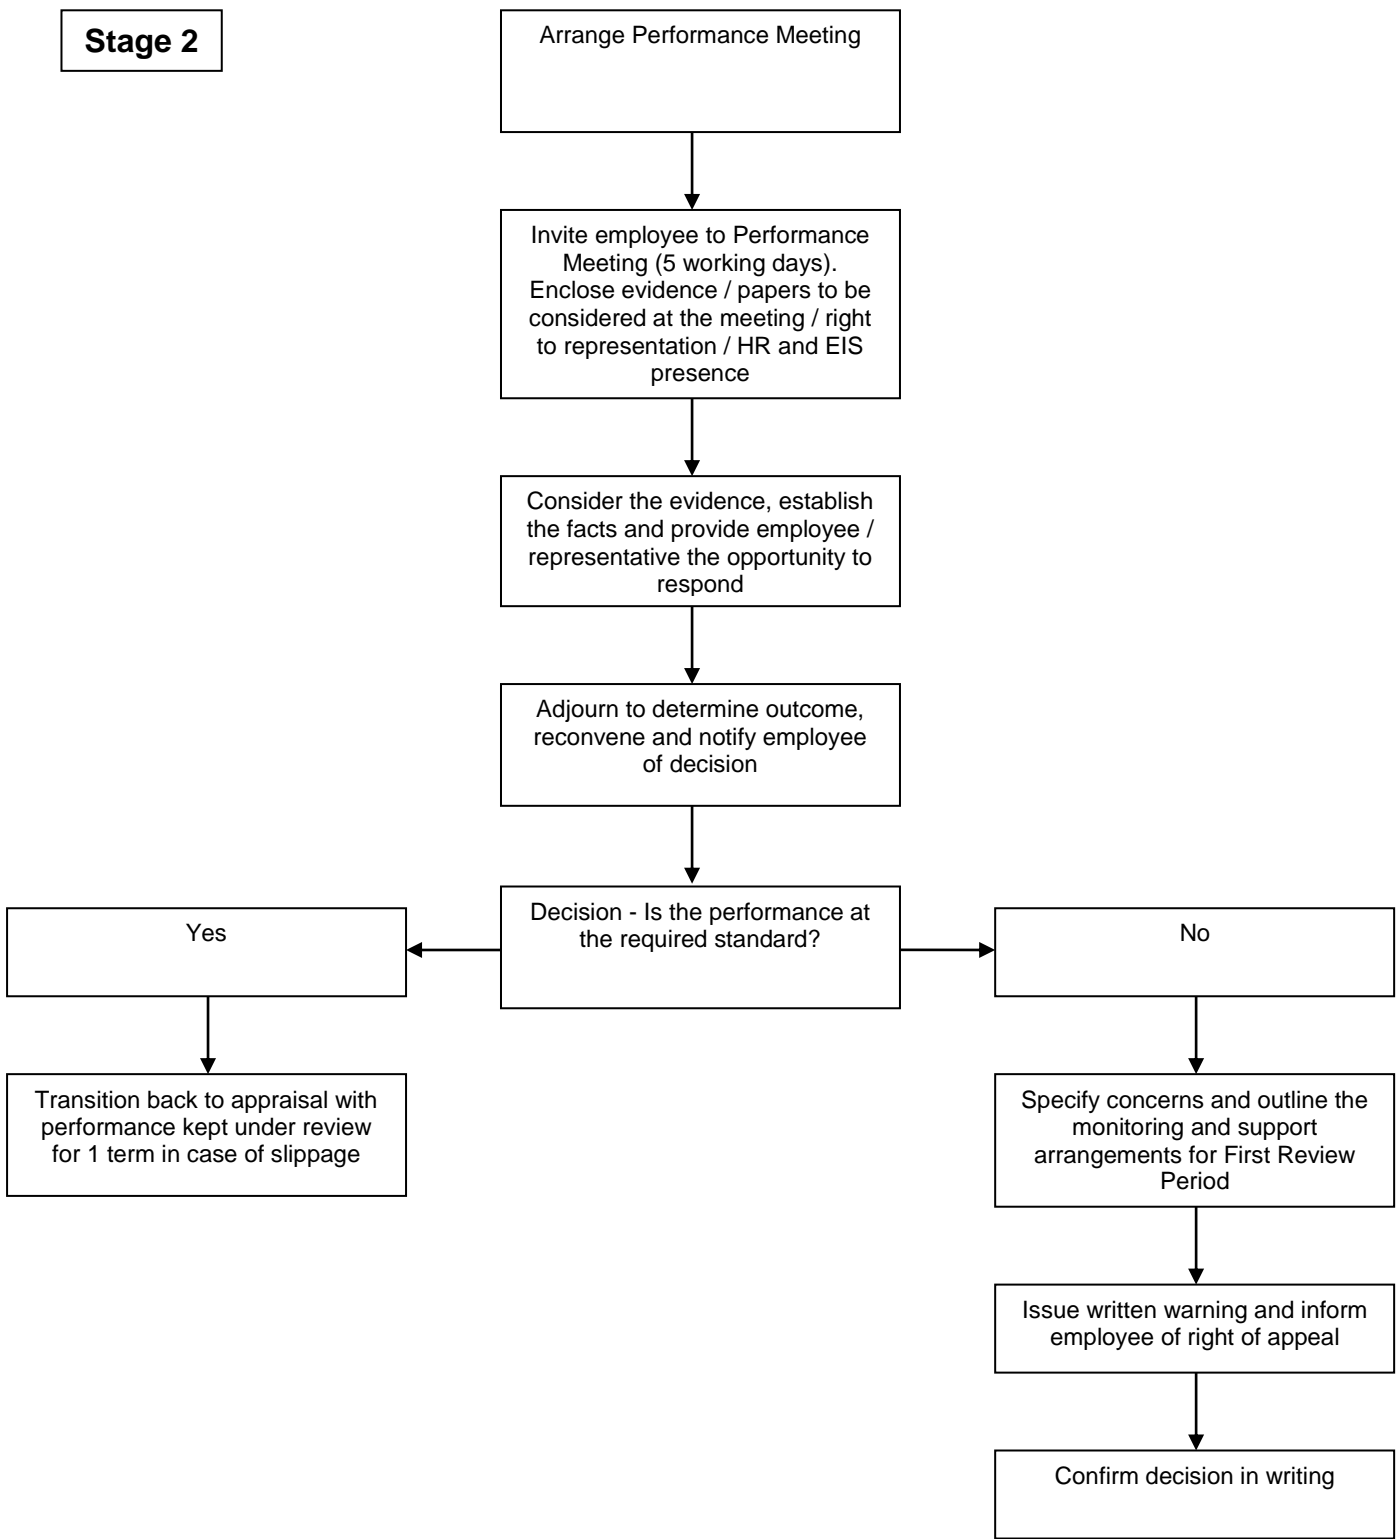 Stage 2
Arrange Performance Meeting
Invite employee to Performance
Meeting (5 working days).
Enclose evidence / papers to be
considered at the meeting / right
to representation / HR and EIS
presence
Consider the evidence, establish
the facts and provide employee /
representative the opportunity to
respond
Adjourn to determine outcome,
reconvene and notify employee
of decision
Decision - Is the performance at
the required standard?
Yes
No
Transition back to appraisal with
performance kept under review
for 1 term in case of slippage
Specify concerns and outline the
monitoring and support
arrangements for First Review
Period
Issue written warning and inform
employee of right of appeal
Confirm decision in writing